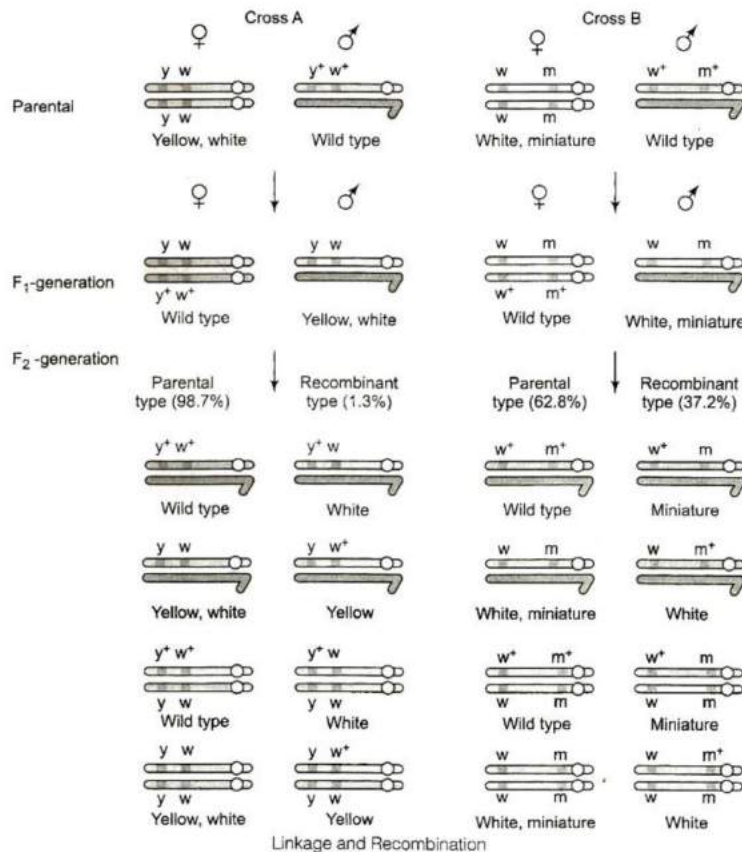 Cross A Cross B
♀ ♂ ♀ ♂
y w y⁺ w⁺ w m w⁺ m⁺
Parental
y w w m
Yellow, white Wild type White, miniature Wild type
♀ ♂ ♀ ♂
y w y w w m w m
F₁-generation
y⁺ w⁺ w⁺ m⁺
Wild type Yellow, white Wild type White, miniature
F₂ -generation
Parental Recombinant Parental Recombinant
type (98.7%) type (1.3%) type (62.8%) type (37.2%)
y⁺ w⁺ y⁺ w w⁺ m⁺ w⁺ m
Wild type White Wild type Miniature
y w y w⁺ w m w m⁺
Yellow, white Yellow White, miniature White
y⁺ w⁺ y⁺ w w⁺ m⁺ w⁺ m
y w y w w m w m
Wild type White Wild type Miniature
y w y w⁺ w m w m⁺
y w y w w m w m
Yellow, white Yellow White, miniature White
Linkage and Recombination